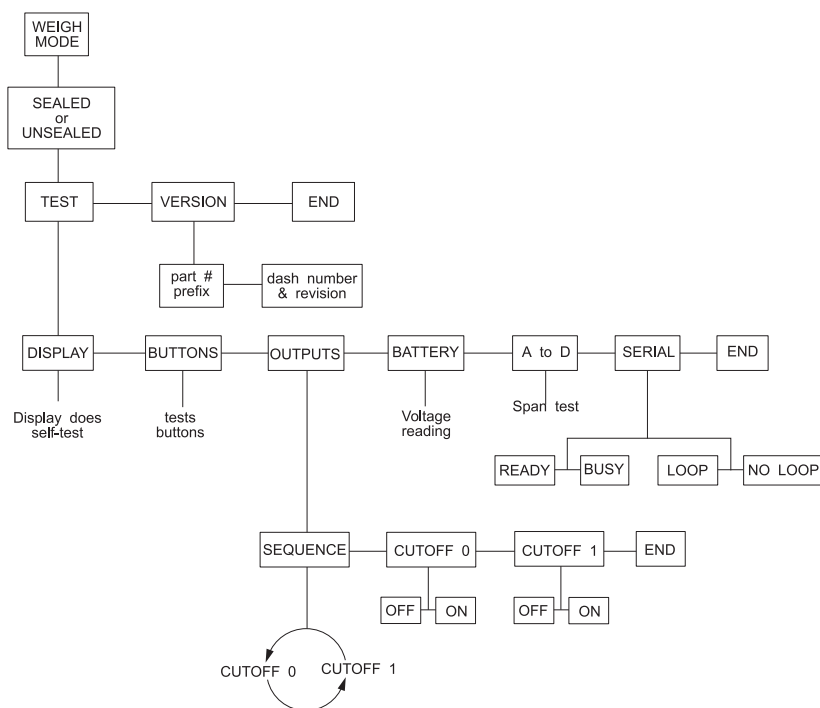 WEIGH
MODE
SEALED
or
UNSEALED
TEST
VERSION
END
part #
prefix
dash number
& revision
DISPLAY
BUTTONS
OUTPUTS
BATTERY
A to D
SERIAL
END
Display does
self-test
tests
buttons
Voltage
reading
Span test
READY
BUSY
LOOP
NO LOOP
SEQUENCE
CUTOFF 0
CUTOFF 1
END
OFF
ON
OFF
ON
CUTOFF 0
CUTOFF 1